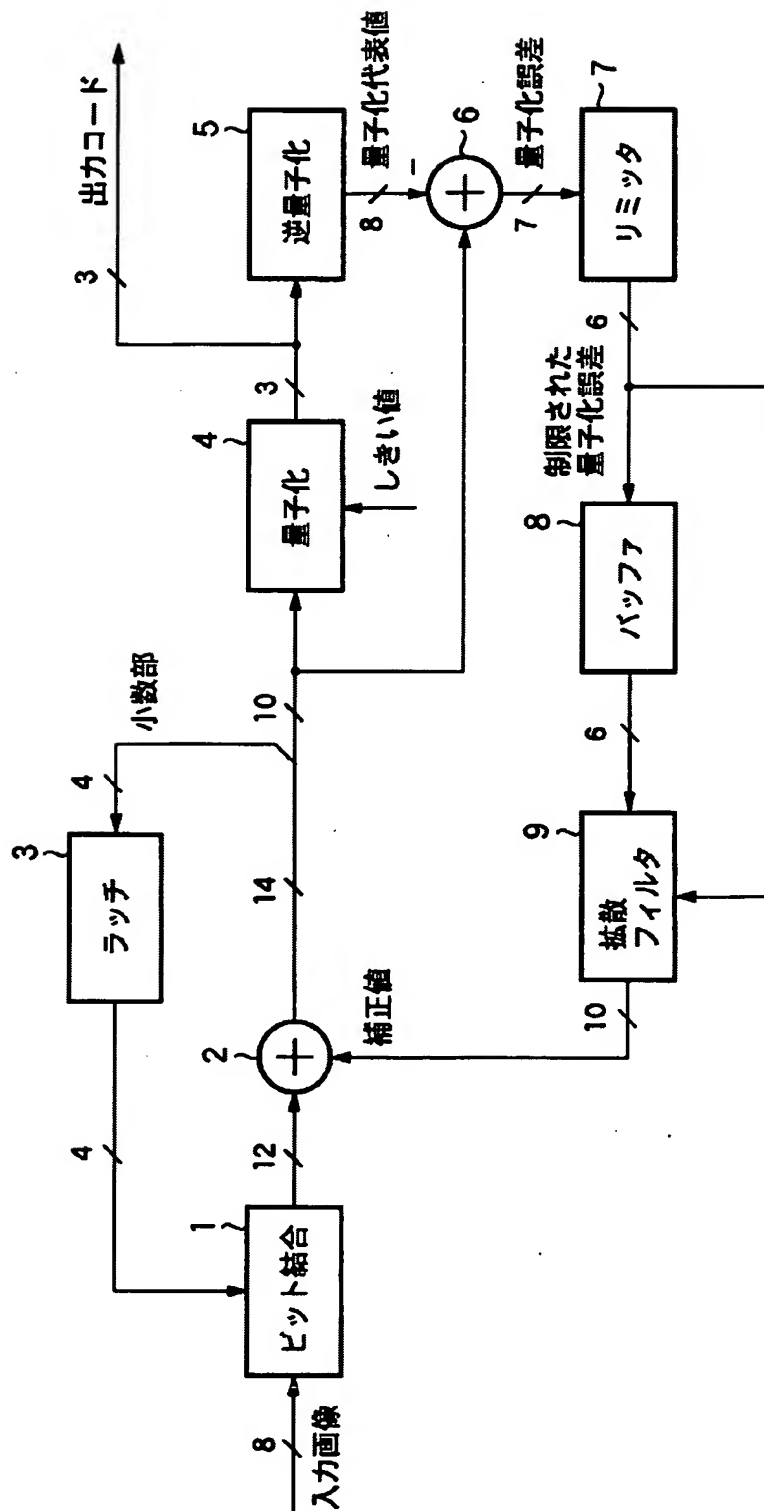 入力画像
8
1
ビット結合
12
4
3
ラッチ
4
小数部
2
+
補正値
14
10
4
量子化
しきい値
3
3
出力コード
5
逆量子化
8
量子化代表値
−
6
+
量子化誤差
7
7
リミッタ
6
制限された
量子化誤差
8
バッファ
6
9
拡散
フィルタ
10